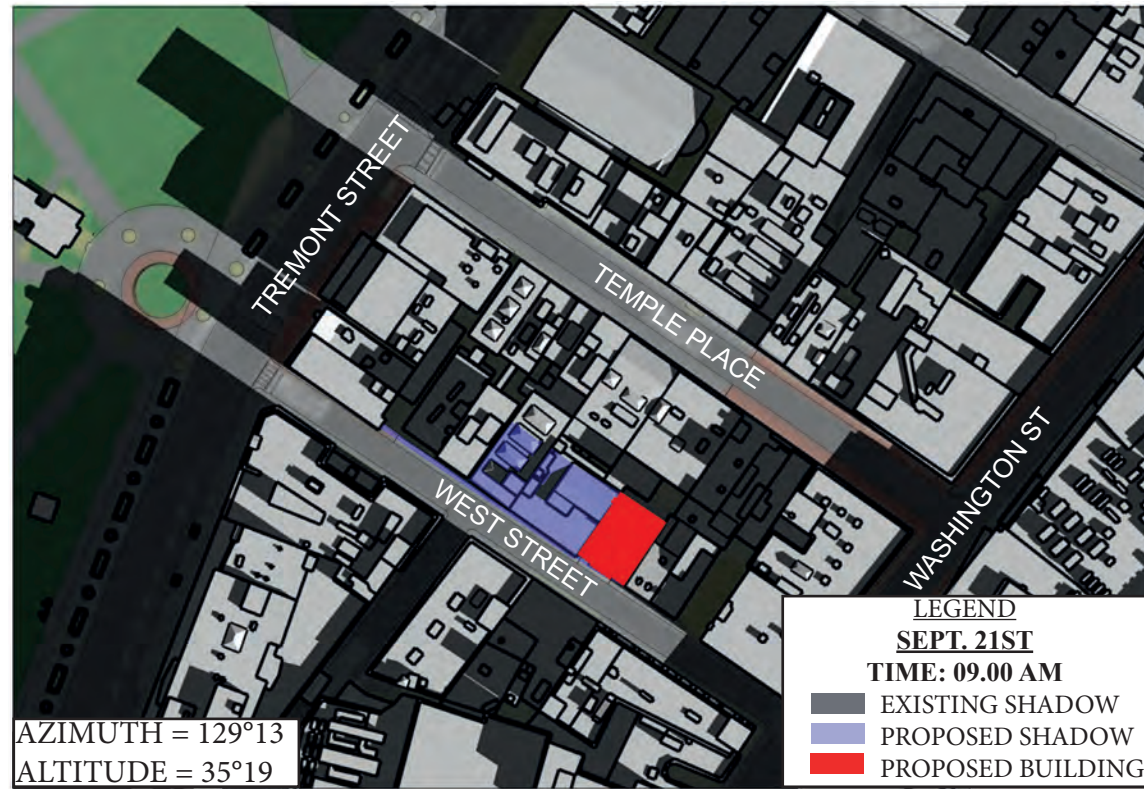 TREMONT STREET
TEMPLE PLACE
WEST STREET
WASHINGTON ST
LEGEND
SEPT. 21ST
TIME: 09.00 AM
EXISTING SHADOW
PROPOSED SHADOW
PROPOSED BUILDING
AZIMUTH = 129°13
ALTITUDE = 35°19